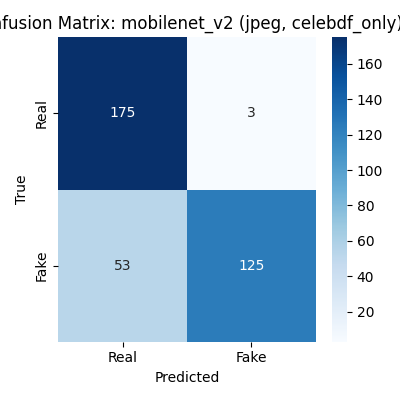 nfusion Matrix: mobilenet_v2 (jpeg, celebdf_only)
175
3
53
125
Real
Fake
True
Real
Fake
Predicted
160
140
120
100
80
60
40
20